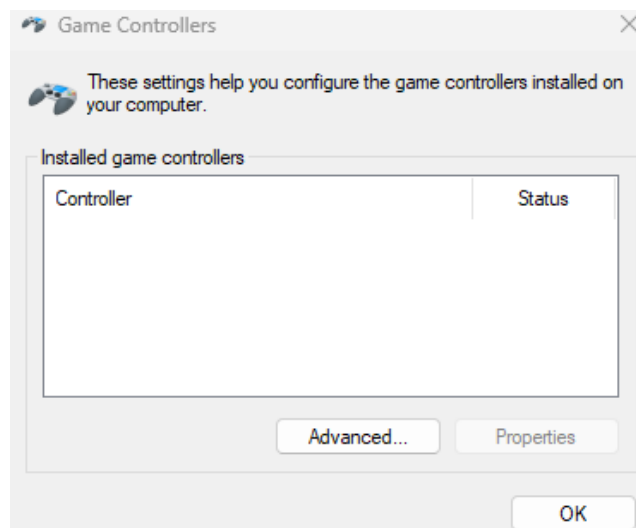 Game Controllers
These settings help you configure the game controllers installed on
your computer.
Installed game controllers
Controller Status
Advanced... Properties
OK